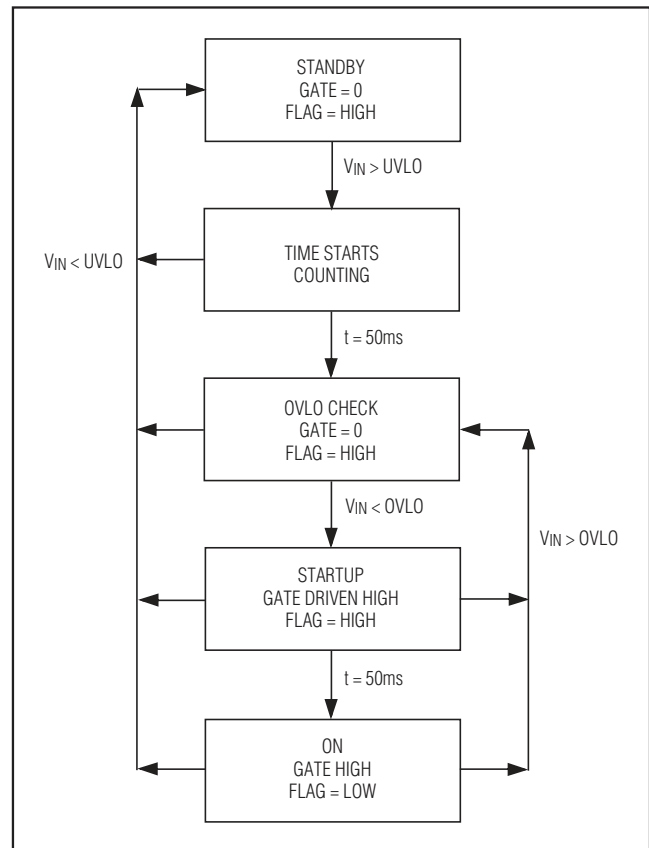 STANDBY
GATE = 0
FLAG = HIGH
VIN > UVLO
TIME STARTS
COUNTING
VIN < UVLO
t = 50ms
OVLO CHECK
GATE = 0
FLAG = HIGH
VIN < OVLO
VIN > OVLO
STARTUP
GATE DRIVEN HIGH
FLAG = HIGH
t = 50ms
ON
GATE HIGH
FLAG = LOW